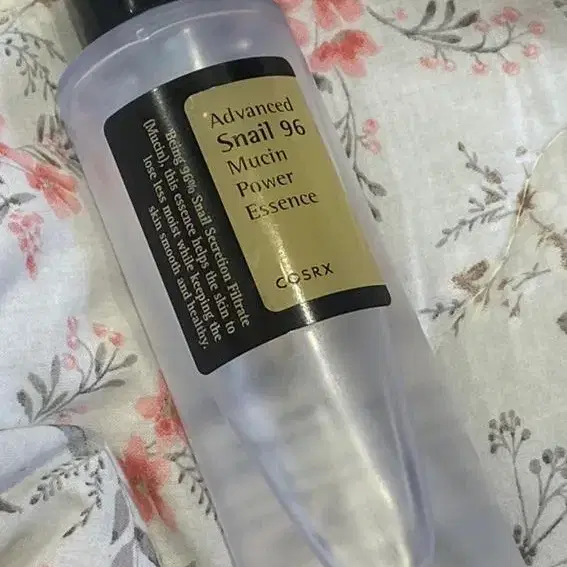 Advanced
Snail 96
Mucin
Power
Essence
COSRX
"Being 96% Snail Secretion Filtrate
(Mucin), this essence helps the skin to
lose less moist while keeping the
skin smooth and healthy.